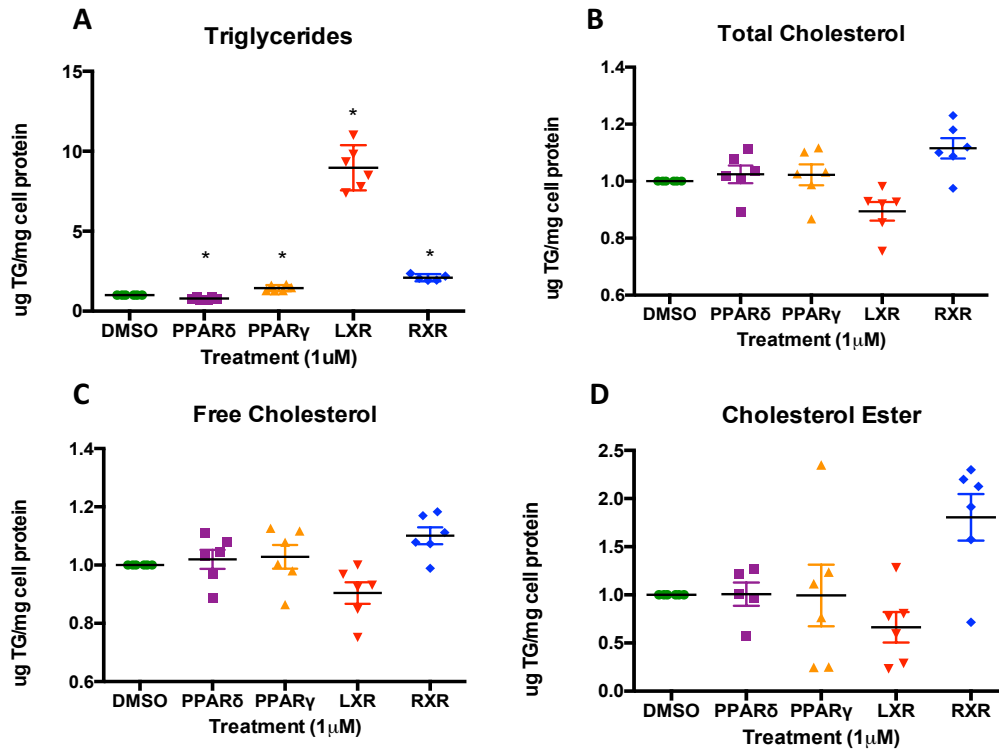 A
Triglycerides
ug TG/mg cell protein
15
10
5
0
*
*
*
*
DMSO PPARδ PPARγ LXR RXR
Treatment (1uM)
B
Total Cholesterol
ug TG/mg cell protein
1.4
1.2
1.0
0.8
0.6
DMSO PPARδ PPARγ LXR RXR
Treatment (1μM)
C
Free Cholesterol
ug TG/mg cell protein
1.4
1.2
1.0
0.8
0.6
DMSO PPARδ PPARγ LXR RXR
Treatment (1μM)
D
Cholesterol Ester
ug TG/mg cell protein
2.5
2.0
1.5
1.0
0.5
0.0
DMSO PPARδ PPARγ LXR RXR
Treatment (1μM)